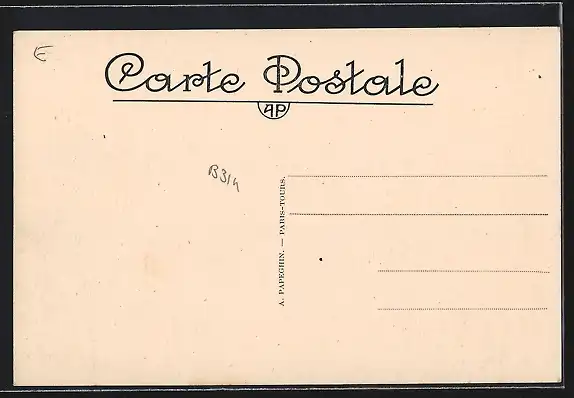 E
Carte Postale
AP
B314
A. PAPEGHIN. — PARIS-TOURS.